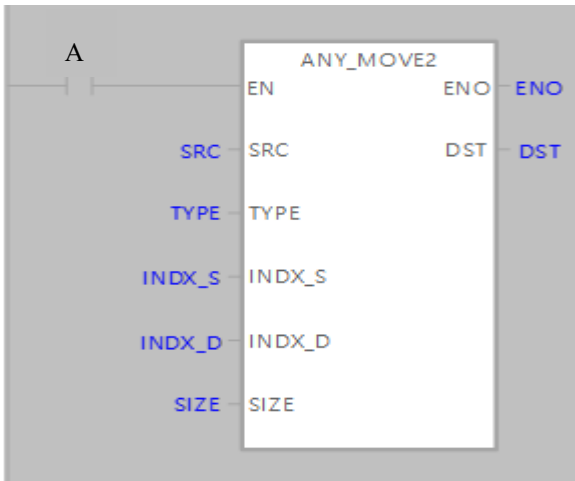 A
ANY_MOVE2
EN ENO ENO
SRC SRC DST DST
TYPE TYPE
INDX_S INDX_S
INDX_D INDX_D
SIZE SIZE